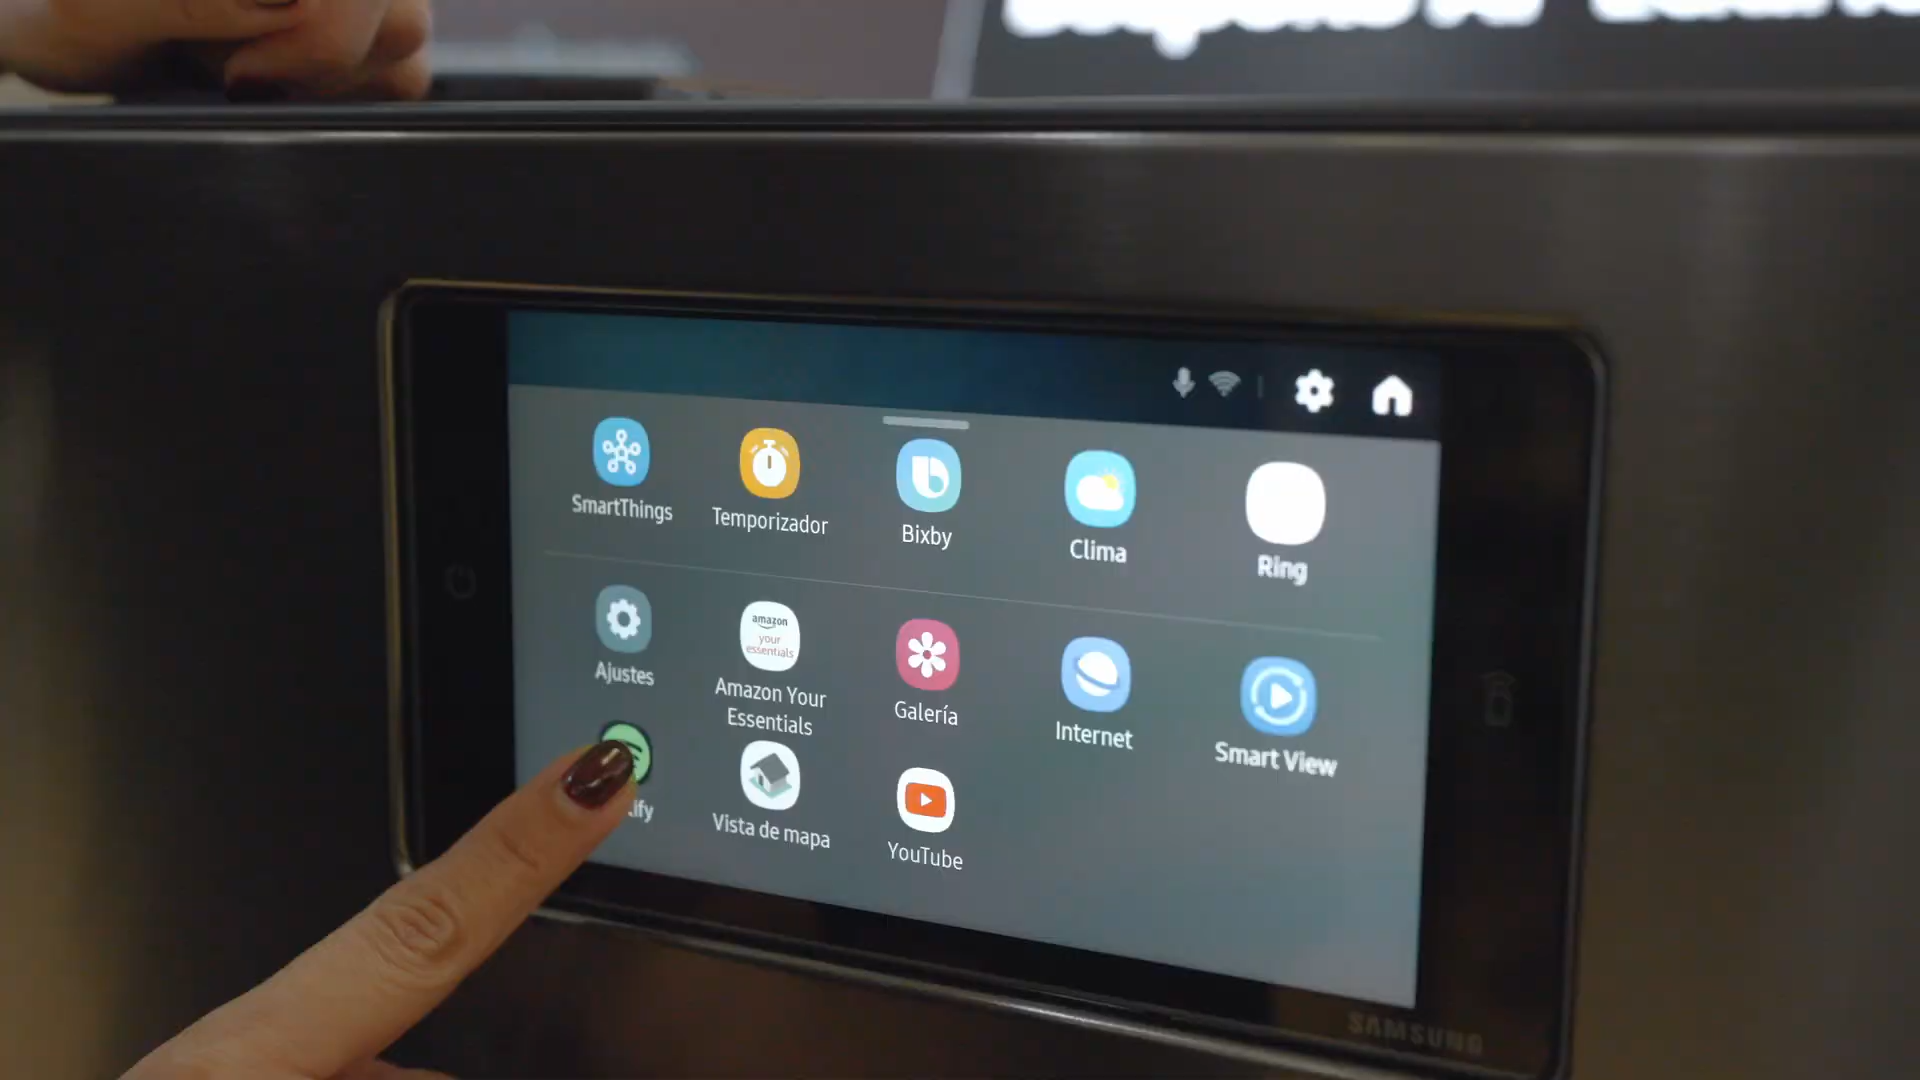 SmartThings
Temporizador
Bixby
Clima
Ring
Ajustes
amazon
your
essentials
Amazon Your
Essentials
Galería
Internet
Smart View
ify
Vista de mapa
YouTube
SAMSUNG